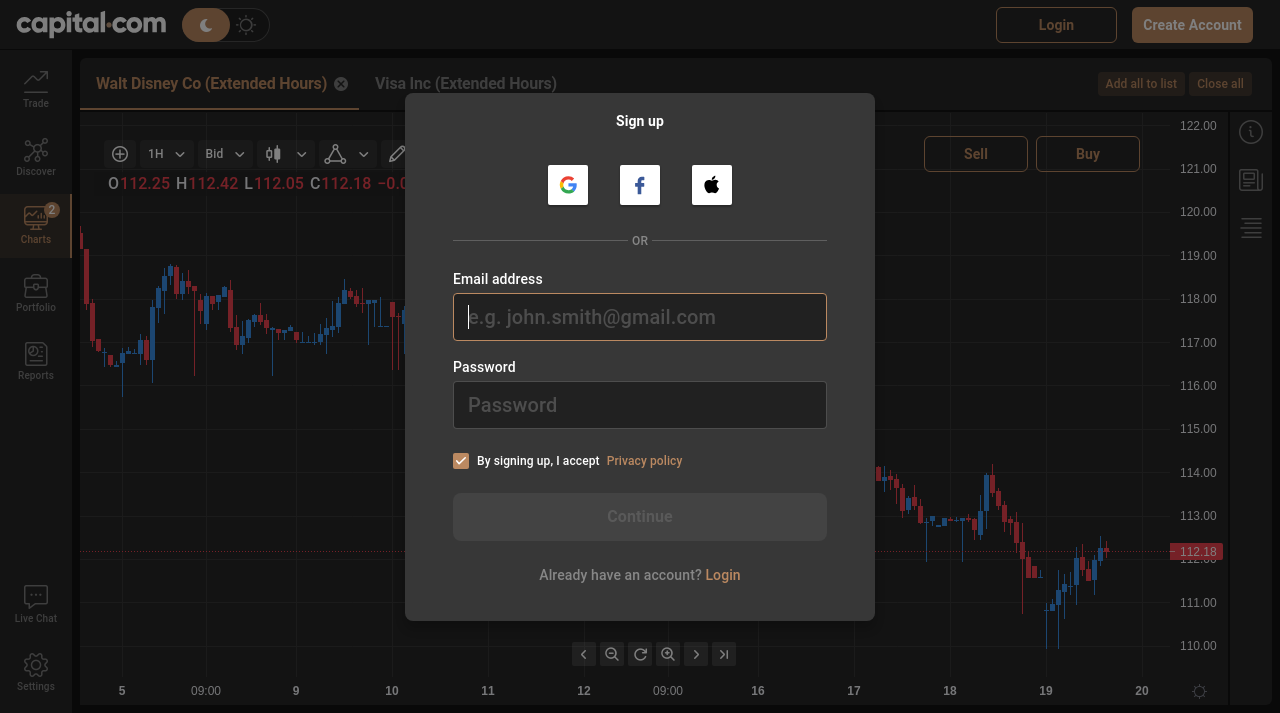 capital.com
Login
Create Account
Walt Disney Co (Extended Hours)
Visa Inc (Extended Hours)
Add all to list
Close all
Trade
Discover
2
Charts
Portfolio
Reports
Live Chat
Settings
1H
Bid
O112.25 H112.42 L112.05 C112.18 −0.0
Sell
Buy
Sign up
OR
Email address
e.g. john.smith@gmail.com
Password
Password
By signing up, I accept Privacy policy
Continue
Already have an account? Login
122.00
121.00
120.00
119.00
118.00
117.00
116.00
115.00
114.00
113.00
112.18
112.00
111.00
110.00
5
09:00
9
10
11
12
09:00
16
17
18
19
20